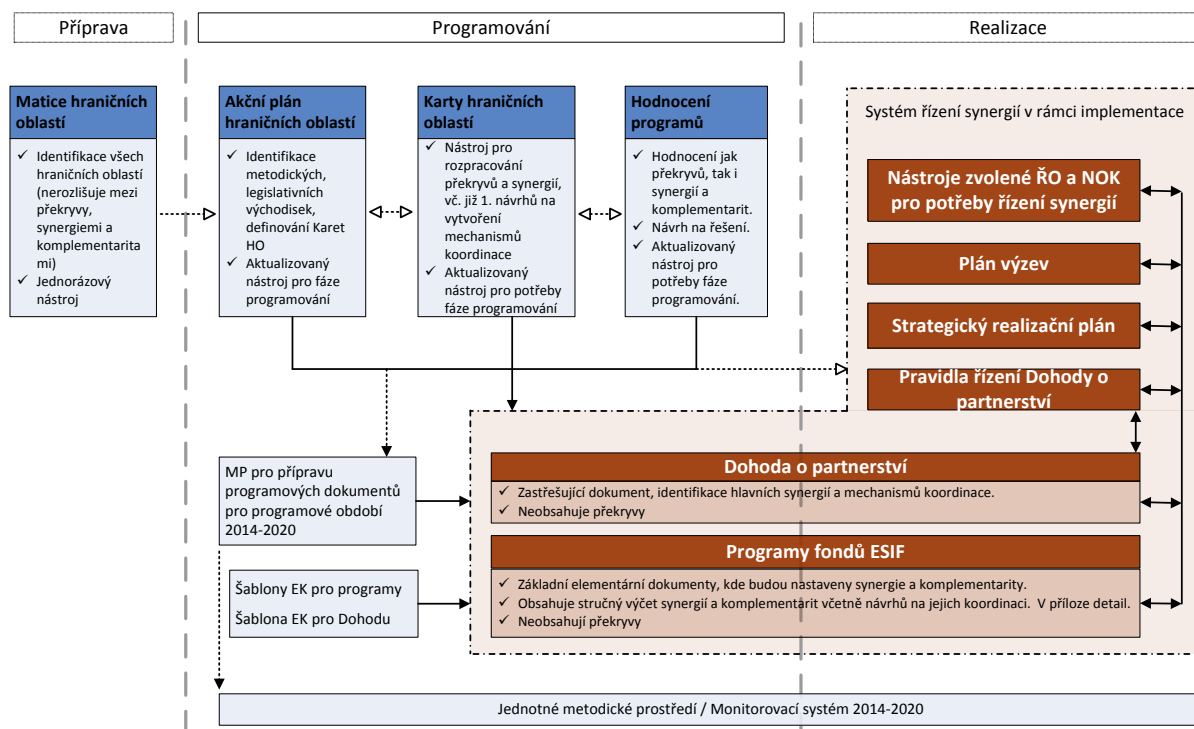 Příprava
Programování
Realizace
Matice hraničních
oblastí
Identifikace všech
hraničních oblastí
(nerozlišuje mezi
překryvy,
synergiemi a
komplementarita
mi)
Jednorázový
nástroj
Akční plán
hraničních oblastí
Identifikace
metodických,
legislativních
východisek,
definování Karet
HO
Aktualizovaný
nástroj pro fáze
programování
Karty hraničních
oblastí
Nástroj pro
rozpracování
překryvů a synergií,
vč. již 1. návrhů na
vytvoření
mechanismů
koordinace
Aktualizovaný
nástroj pro potřeby
fáze programování
Hodnocení
programů
Hodnocení jak
překryvů, tak i
synergií a
komplementarit.
Návrh na řešení.
Aktualizovaný
nástroj pro
potřeby fáze
programování.
Systém řízení synergií v rámci implementace
Nástroje zvolené ŘO a NOK
pro potřeby řízení synergií
Plán výzev
Strategický realizační plán
Pravidla řízení Dohody o
partnerství
MP pro přípravu
programových dokumentů
pro programové období
2014-2020
Dohoda o partnerství
Zastřešující dokument, identifikace hlavních synergií a mechanismů koordinace.
Neobsahuje překryvy
Šablony EK pro programy
Šablona EK pro Dohodu
Programy fondů ESIF
Základní elementární dokumenty, kde budou nastaveny synergie a komplementarity.
Obsahuje stručný výčet synergií a komplementarit včetně návrhů na jejich koordinaci. V příloze detail.
Neobsahují překryvy
Jednotné metodické prostředí / Monitorovací systém 2014-2020